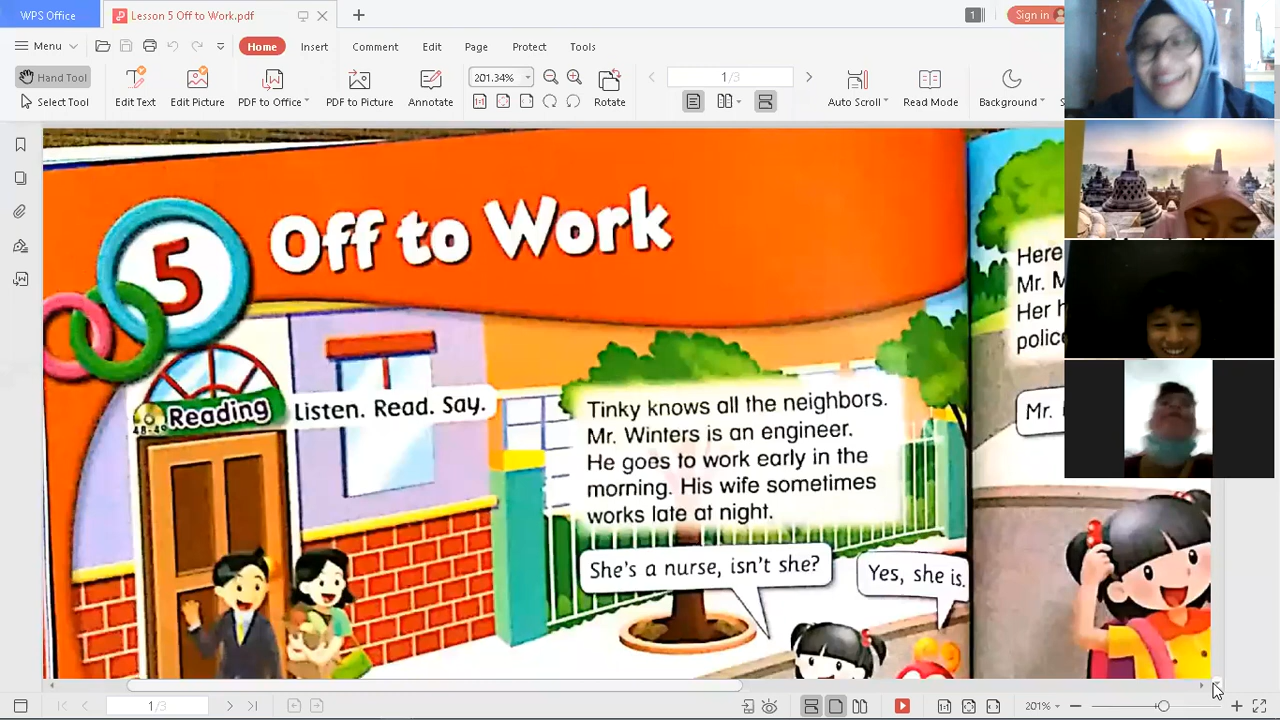 WPS Office
Lesson 5 Off to Work.pdf
1
Sign in
Menu
Home
Insert
Comment
Edit
Page
Protect
Tools
Hand Tool
Select Tool
Edit Text
Edit Picture
PDF to Office
PDF to Picture
Annotate
201.34%
Rotate
1/3
Auto Scroll
Read Mode
Background
5
Off to Work
Reading
Listen. Read. Say.
Tinky knows all the neighbors.
Mr. Winters is an engineer.
He goes to work early in the
morning. His wife sometimes
works late at night.
She's a nurse, isn't she?
Yes, she is.
Here
Mr. M
Her h
police
Mr.
1/3
201%